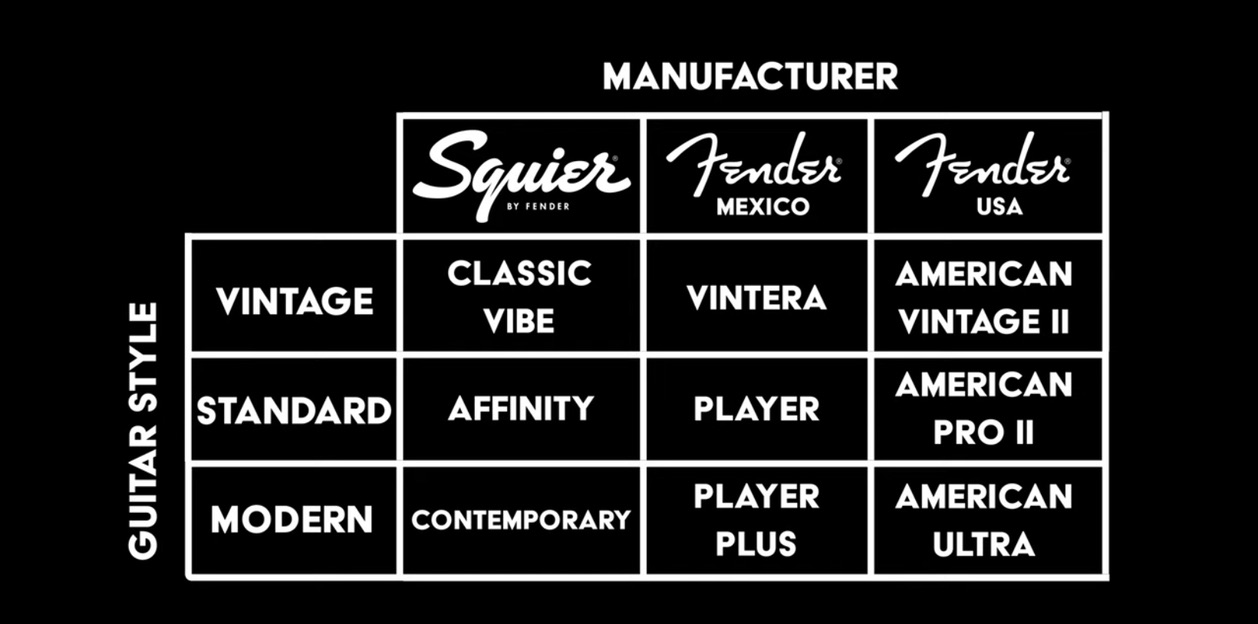 MANUFACTURER
Squier®
BY FENDER
Fender®
MEXICO
Fender®
USA
GUITAR STYLE
VINTAGE
CLASSIC
VIBE
VINTERA
AMERICAN
VINTAGE II
STANDARD
AFFINITY
PLAYER
AMERICAN
PRO II
MODERN
CONTEMPORARY
PLAYER
PLUS
AMERICAN
ULTRA